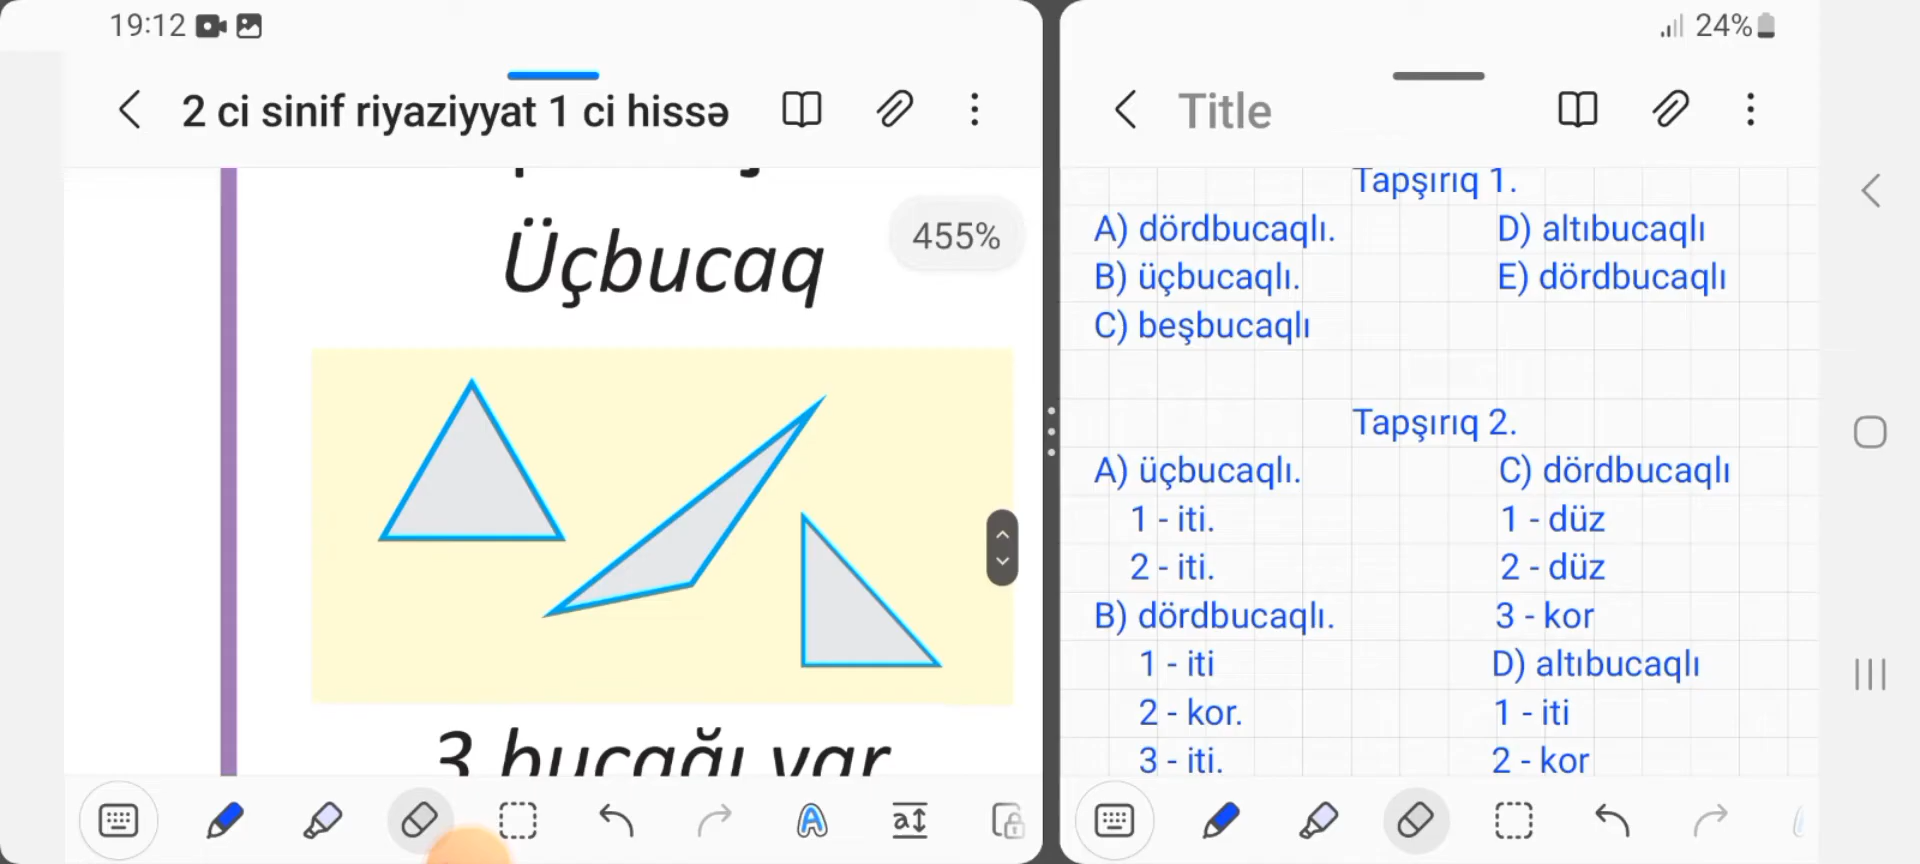 19:12
24%
2 ci sinif riyaziyyat 1 ci hissə
Üçbucaq
455%
3 bucağı var
Title
Tapşırıq 1.
A) dördbucaqlı.
D) altıbucaqlı
B) üçbucaqlı.
E) dördbucaqlı
C) beşbucaqlı
Tapşırıq 2.
A) üçbucaqlı.
C) dördbucaqlı
1 - iti.
1 - düz
2 - iti.
2 - düz
B) dördbucaqlı.
3 - kor
1 - iti
D) altıbucaqlı
2 - kor.
1 - iti
3 - iti.
2 - kor